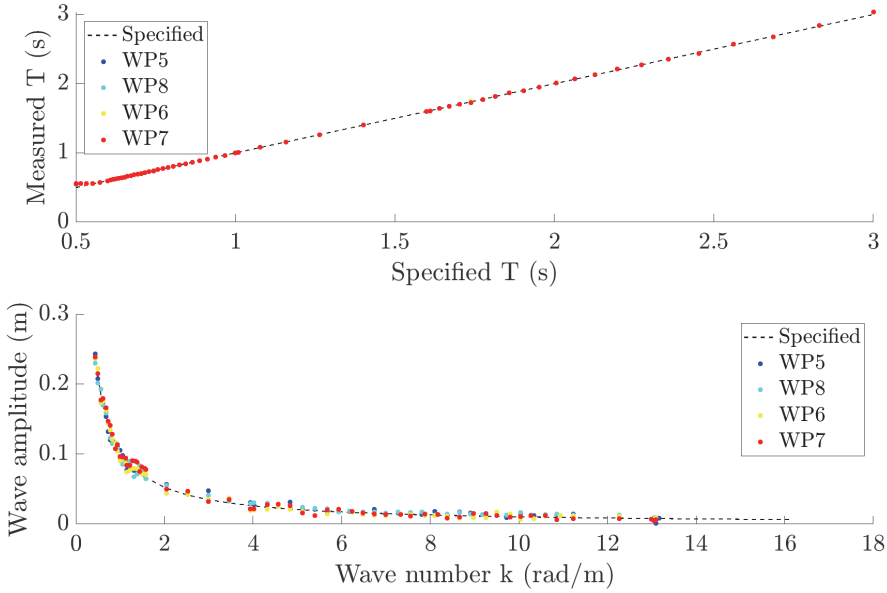 3
2
1
0
Measured T (s)
Specified
WP5
WP8
WP6
WP7
0.5 1 1.5 2 2.5 3
Specified T (s)
0.3
0.2
0.1
0
Wave amplitude (m)
Specified
WP5
WP8
WP6
WP7
0 2 4 6 8 10 12 14 16 18
Wave number k (rad/m)